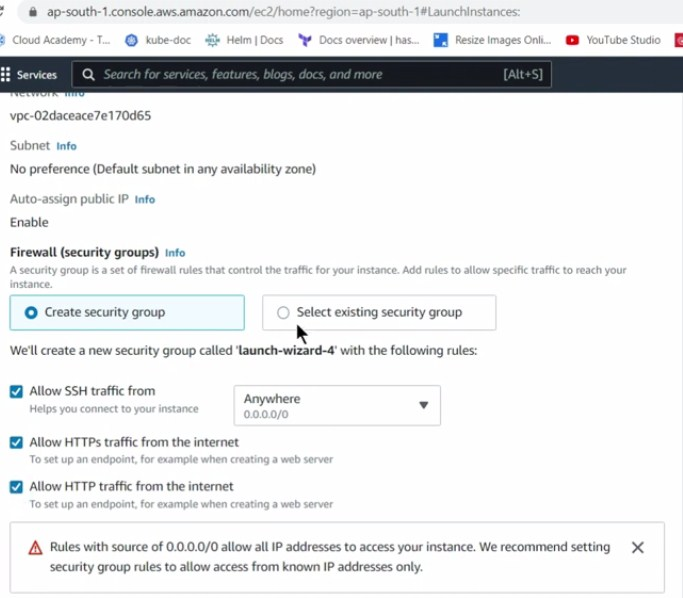 ap-south-1.console.aws.amazon.com/ec2/home?region=ap-south-1#LaunchInstances:
Cloud Academy - T... kube-doc Helm | Docs Docs overview | has... Resize Images Onli... YouTube Studio
Services Search for services, features, blogs, docs, and more [Alt+S]
Network Info
vpc-02daceace7e170d65
Subnet Info
No preference (Default subnet in any availability zone)
Auto-assign public IP Info
Enable
Firewall (security groups) Info
A security group is a set of firewall rules that control the traffic for your instance. Add rules to allow specific traffic to reach your
instance.
Create security group Select existing security group
We'll create a new security group called 'launch-wizard-4' with the following rules:
Allow SSH traffic from
Helps you connect to your instance
Anywhere
0.0.0.0/0
Allow HTTPs traffic from the internet
To set up an endpoint, for example when creating a web server
Allow HTTP traffic from the internet
To set up an endpoint, for example when creating a web server
Rules with source of 0.0.0.0/0 allow all IP addresses to access your instance. We recommend setting
security group rules to allow access from known IP addresses only.